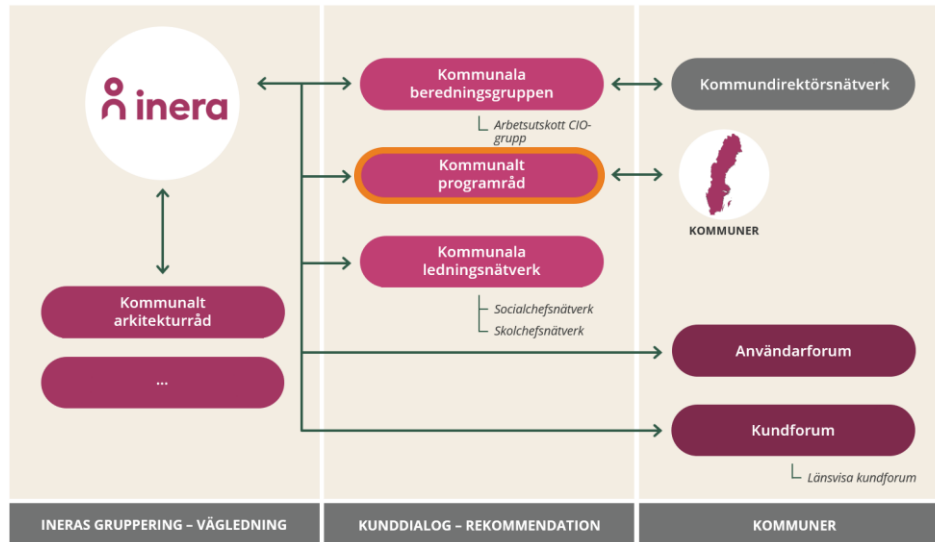 inera
Kommunalt
arkitekturråd
...
Kommunala
beredningsgruppen
Arbetsutskott CIO-
grupp
Kommunalt
programråd
Kommunala
ledningsnätverk
Socialchefsnätverk
Skolchefsnätverk
Kommundirektörsnätverk
KOMMUNER
Användarforum
Kundforum
Länsvisa kundforum
INERAS GRUPPERING – VÄGLEDNING
KUNDDIALOG – REKOMMENDATION
KOMMUNER